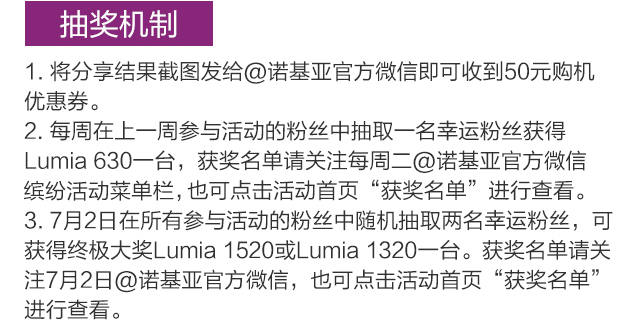 抽奖机制
1. 将分享结果截图发给@诺基亚官方微信即可收到50元购机
优惠券。
2. 每周在上一周参与活动的粉丝中抽取一名幸运粉丝获得
Lumia 630一台，获奖名单请关注每周二@诺基亚官方微信
缤纷活动菜单栏，也可点击活动首页“获奖名单”进行查看。
3. 7月2日在所有参与活动的粉丝中随机抽取两名幸运粉丝，可
获得终极大奖Lumia 1520或Lumia 1320一台。获奖名单请关
注7月2日@诺基亚官方微信，也可点击活动首页“获奖名单”
进行查看。